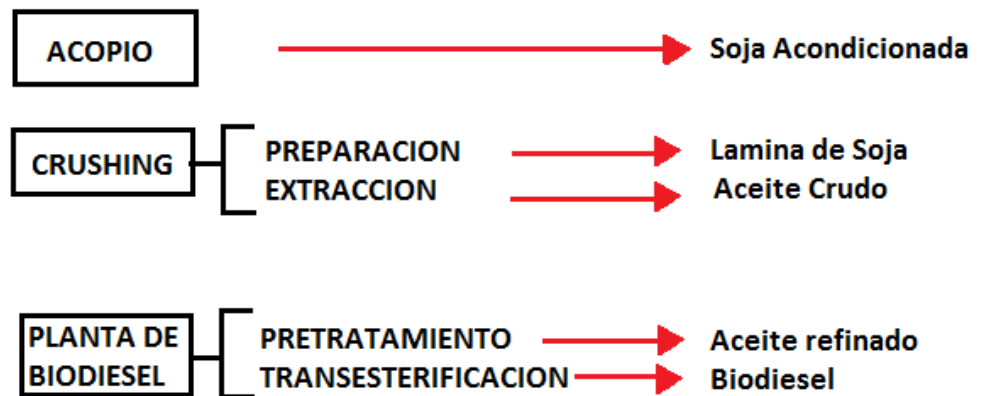 ACOPIO
Soja Acondicionada
CRUSHING
PREPARACION
Lamina de Soja
EXTRACCION
Aceite Crudo
PLANTA DE
BIODIESEL
PRETRATAMIENTO
Aceite refinado
TRANSESTERIFICACION
Biodiesel